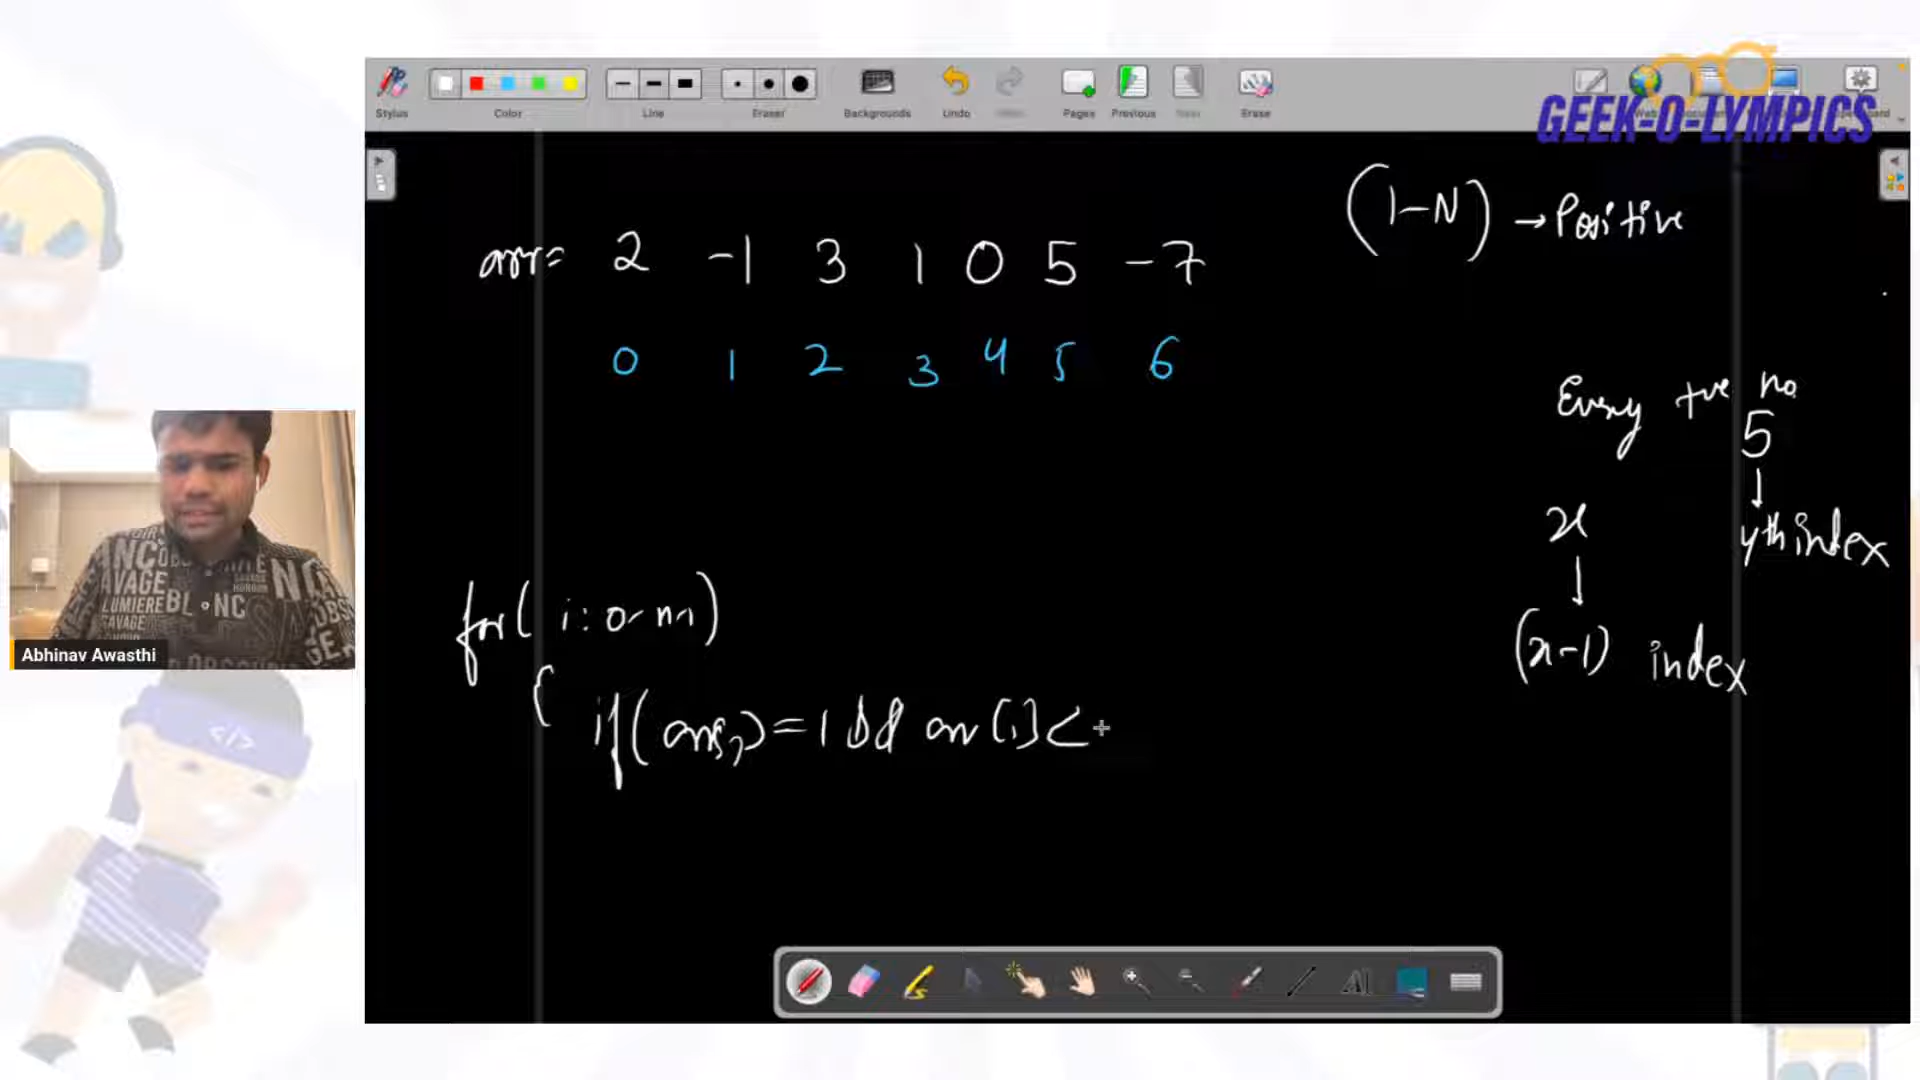 Stylus Color Line Eraser Backgrounds Undo Pages Previous Erase
GEEK-O-LYMPICS
(1-N) → Positive
arr= 2 -1 3 1 0 5 -7
0 1 2 3 4 5 6
Every +ve no
5
x
4th index
(x-1) index
for( i: 0- n-1)
{
if( >= 1 && arr[i] <
Abhinav Awasthi